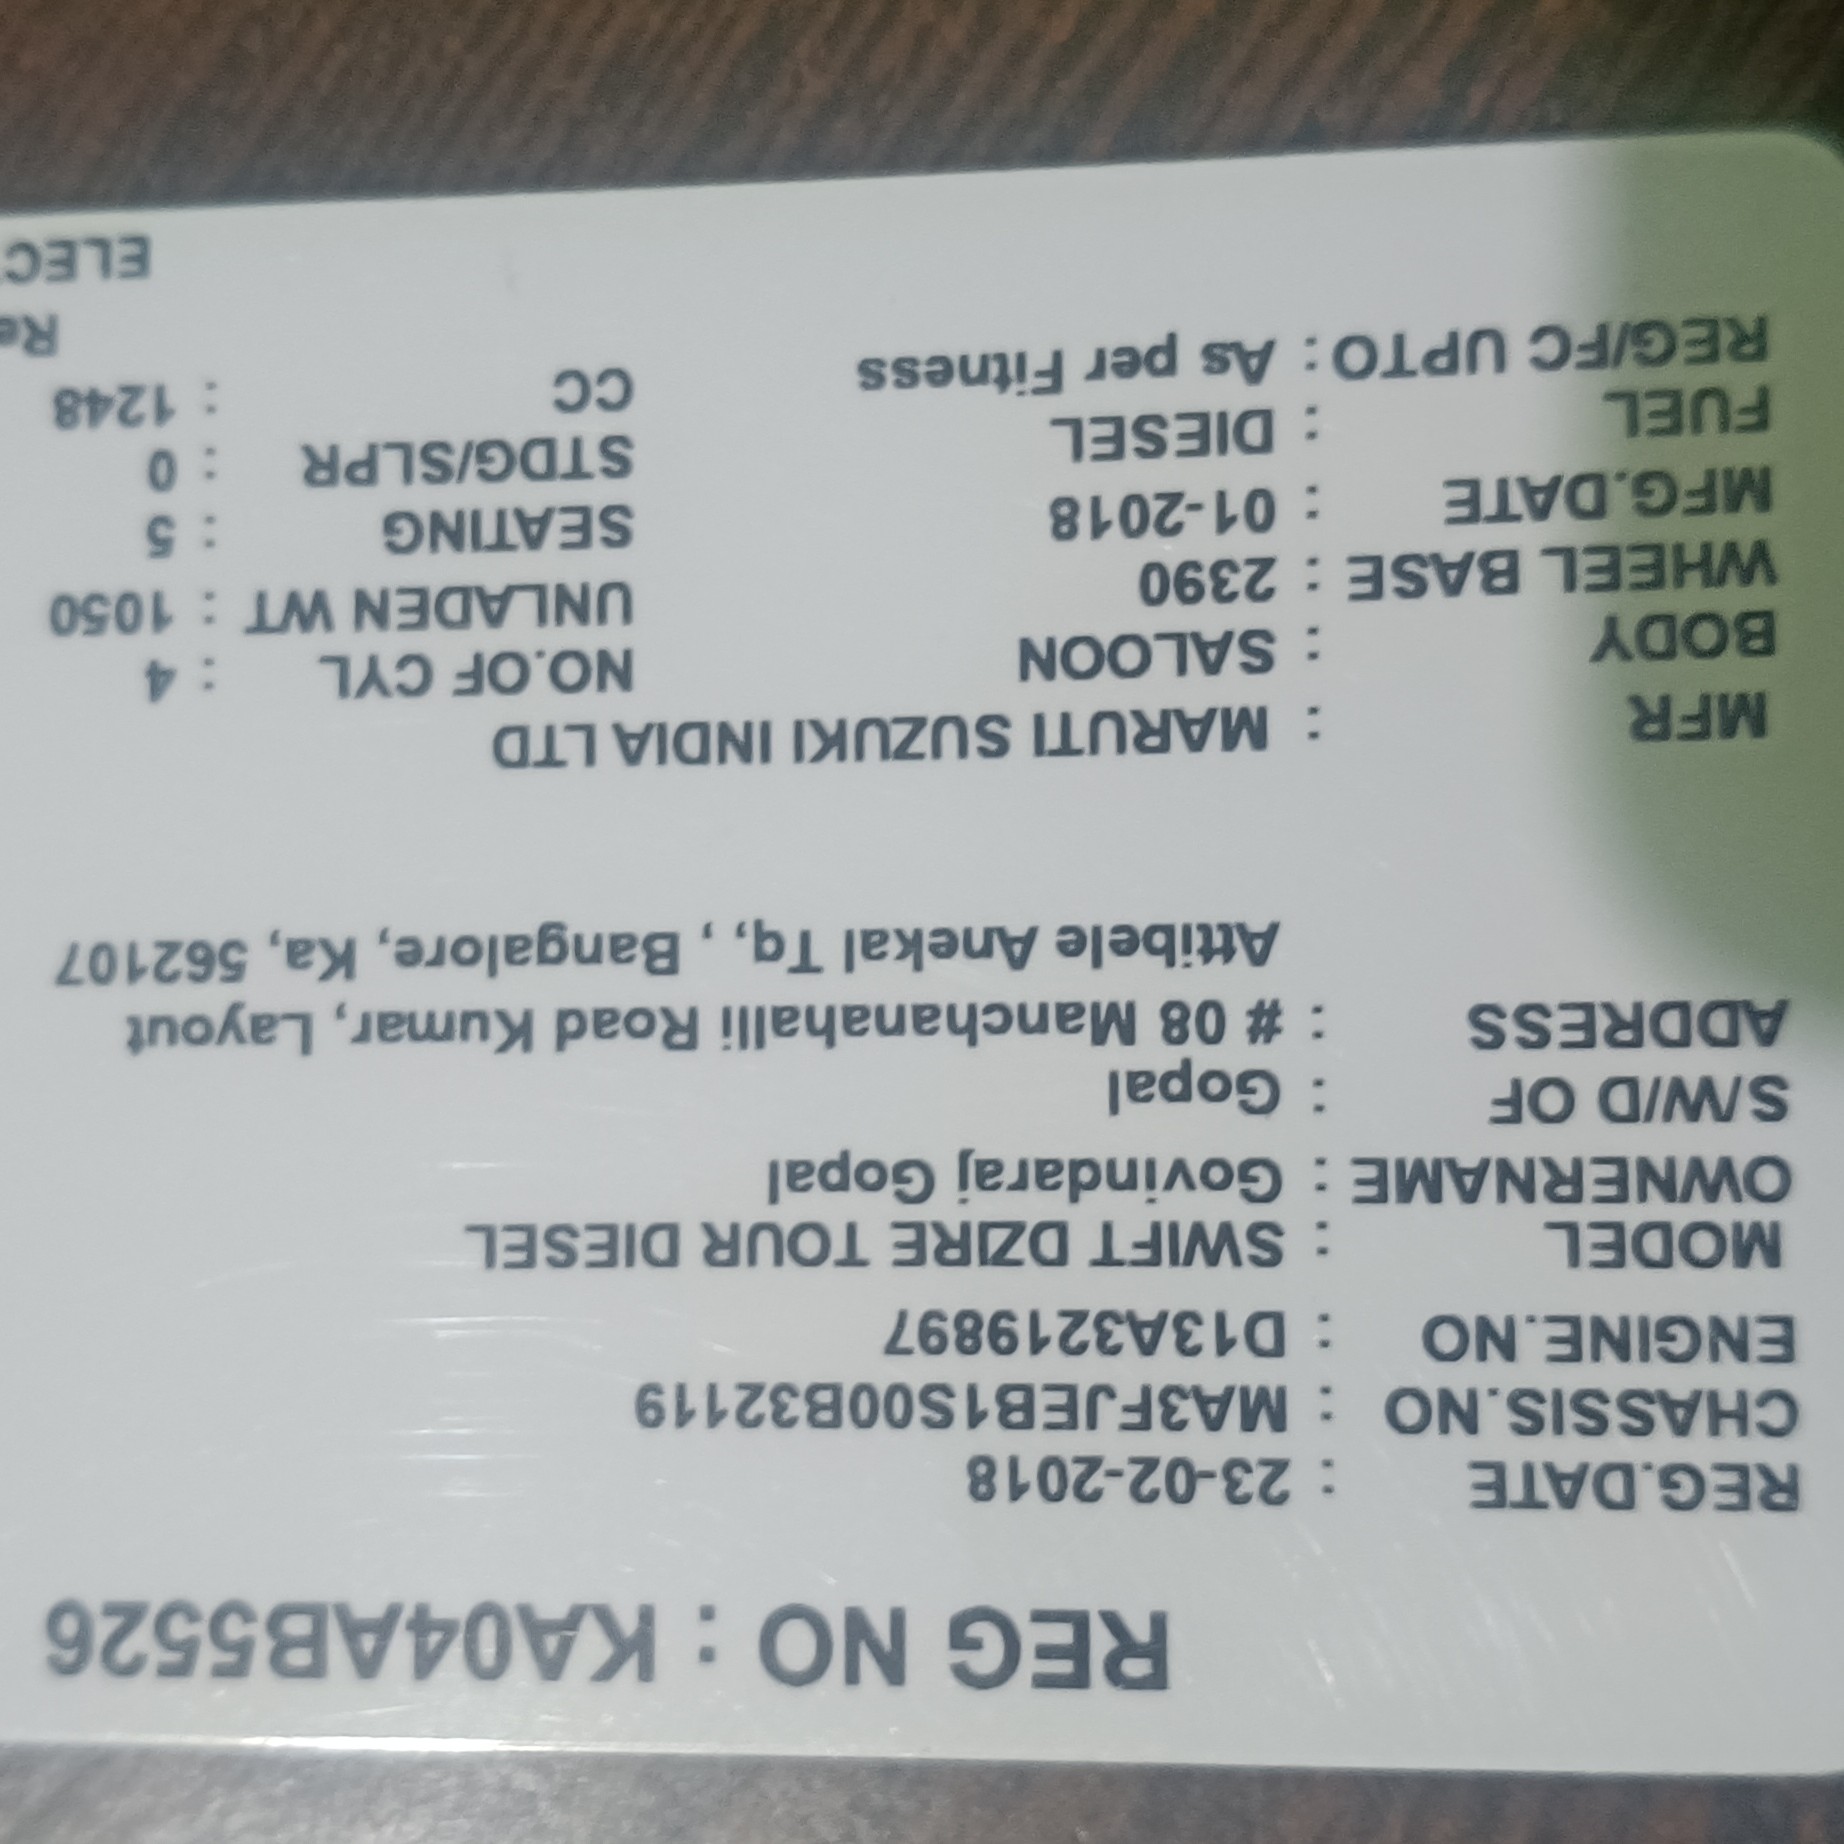 REG NO : KA04AB5526
REG.DATE : 23-02-2018
CHASSIS.NO : MA3FJEB1S00B32119
ENGINE.NO : D13A3219897
MODEL : SWIFT DZIRE TOUR DIESEL
OWNERNAME : Govindaraj Gopal
S/W/D OF : Gopal
ADDRESS : # 08 Manchanahalli Road Kumar, Layout
Attibele Anekal Tq, , Bangalore, Ka, 562107
MFR : MARUTI SUZUKI INDIA LTD
BODY : SALOON NO.OF CYL : 4
WHEEL BASE : 2390 UNLADEN WT : 1050
MFG.DATE : 01-2018 SEATING : 5
FUEL : DIESEL STDG/SLPR : 0
REG/FC UPTO : As per Fitness CC : 1248